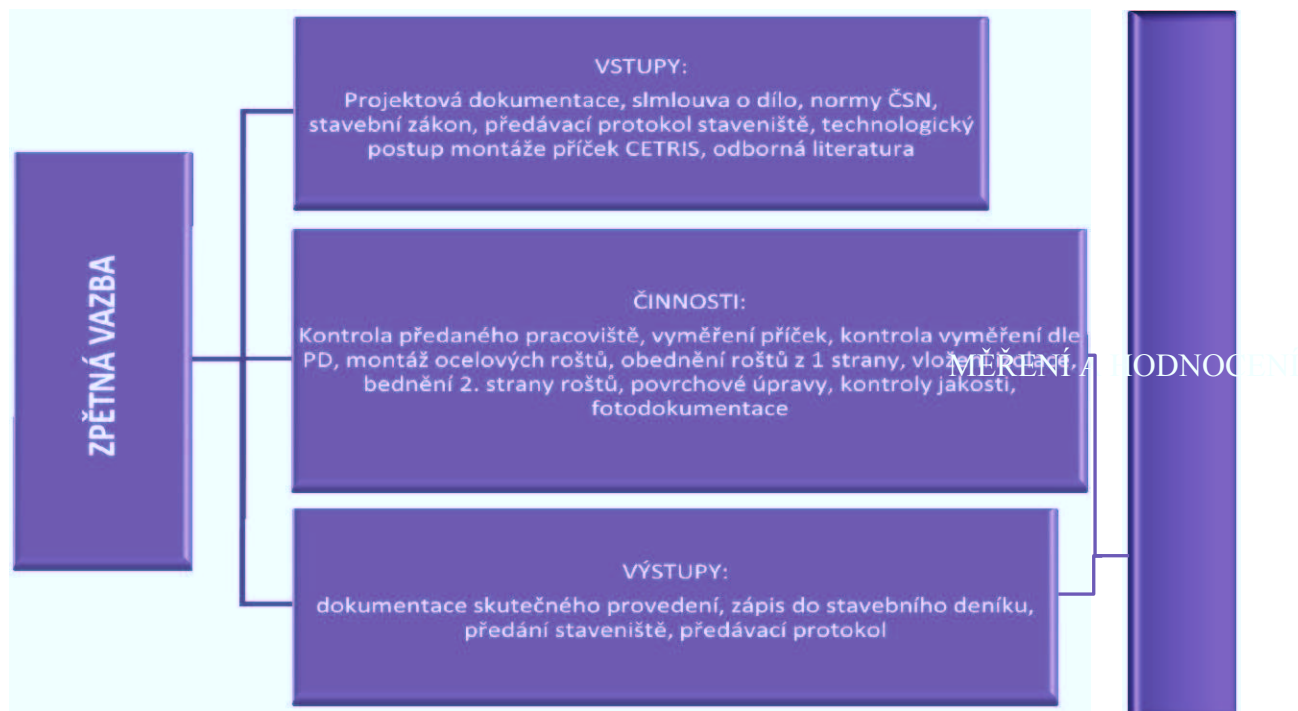 ZPĚTNÁ VAZBA
VSTUPY:
Projektová dokumentace, slmlouva o dílo, normy ČSN,
stavební zákon, předávací protokol staveniště, technologický
postup montáže příček CETRIS, odborná literatura
ČINNOSTI:
Kontrola předaného pracoviště, vyměření příček, kontrola vyměření dle
PD, montáž ocelových roštů, obednění roštů z 1 strany,
bednění 2. strany roštů, povrchové úpravy, kontroly jakosti,
fotodokumentace
VÝSTUPY:
dokumentace skutečného provedení, zápis do stavebního deníku,
předání staveniště, předávací protokol
MĚŘENÍ A HODNOCENÍ